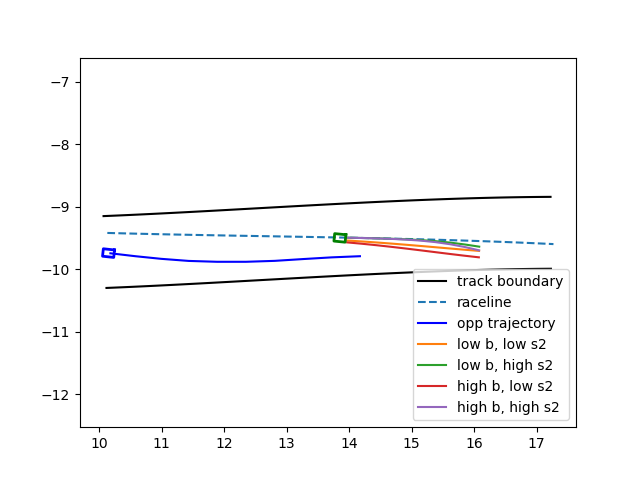 −7
−8
−9
−10
−11
−12
track boundary
raceline
opp trajectory
low b, low s2
low b, high s2
high b, low s2
high b, high s2
10 11 12 13 14 15 16 17